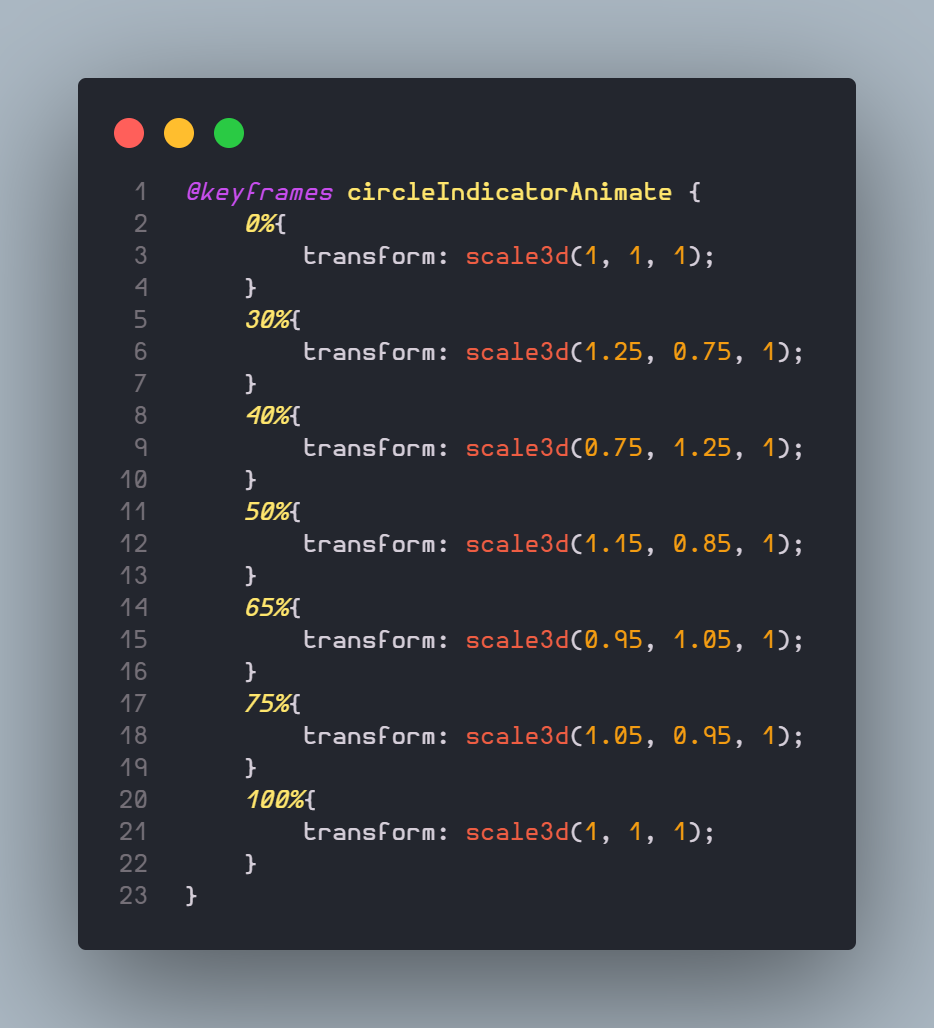 1 @keyframes circleIndicatorAnimate {
2     0%{
3         transform: scale3d(1, 1, 1);
4     }
5     30%{
6         transform: scale3d(1.25, 0.75, 1);
7     }
8     40%{
9         transform: scale3d(0.75, 1.25, 1);
10     }
11     50%{
12         transform: scale3d(1.15, 0.85, 1);
13     }
14     65%{
15         transform: scale3d(0.95, 1.05, 1);
16     }
17     75%{
18         transform: scale3d(1.05, 0.95, 1);
19     }
20     100%{
21         transform: scale3d(1, 1, 1);
22     }
23 }